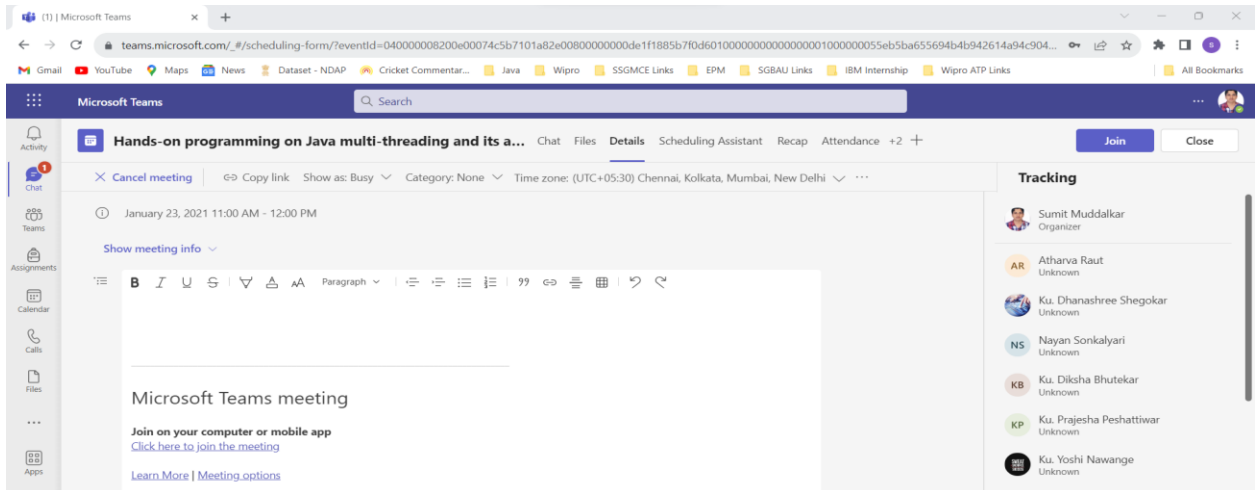 (1) | Microsoft Teams
teams.microsoft.com/_#/scheduling-form/?eventId=040000008200e00074c5b7101a82e00800000000de1f1885b7f0d601000000000000000010000000055eb5ba655694b4b942614a94c904...
Gmail YouTube Maps News Dataset - NDAP Cricket Commentar... Java Wipro SSGMCE Links EPM SGBAU Links IBM Internship Wipro ATP Links All Bookmarks
Microsoft Teams Search
Hands-on programming on Java multi-threading and its a... Chat Files Details Scheduling Assistant Recap Attendance +2 Join Close
Cancel meeting Copy link Show as: Busy Category: None Time zone: (UTC+05:30) Chennai, Kolkata, Mumbai, New Delhi
January 23, 2021 11:00 AM - 12:00 PM
Show meeting info
B I U S A AA Paragraph
Microsoft Teams meeting
Join on your computer or mobile app
Click here to join the meeting
Learn More | Meeting options
Activity
1
Chat
Teams
Assignments
Calendar
Calls
Files
Apps
Tracking
Sumit Muddalkar
Organizer
AR Atharva Raut
Unknown
Ku. Dhanashree Shegokar
Unknown
NS Nayan Sonkalyari
Unknown
KB Ku. Diksha Bhutekar
Unknown
KP Ku. Prajesha Peshattiwar
Unknown
Ku. Yoshi Nawange
Unknown